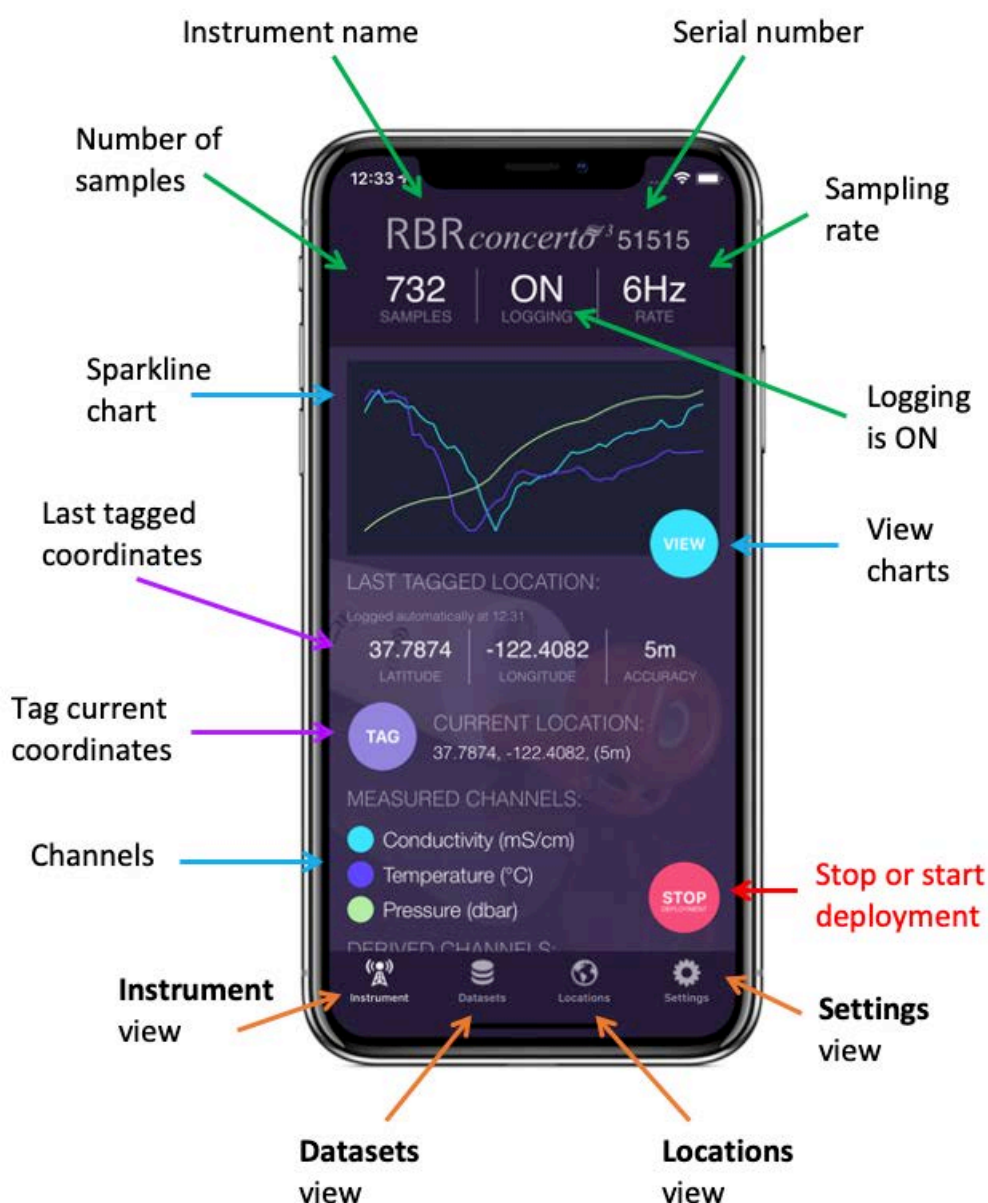 Instrument name
Serial number
Number of
samples
Sampling
rate
12:33
RBRconcerto³ 51515
732
SAMPLES
ON
LOGGING
6Hz
RATE
Sparkline
chart
Logging
is ON
Last tagged
coordinates
VIEW
View
charts
LAST TAGGED LOCATION:
Logged automatically at 12:31
37.7874
LATITUDE
-122.4082
LONGITUDE
5m
ACCURACY
Tag current
coordinates
TAG
CURRENT LOCATION:
37.7874, -122.4082, (5m)
MEASURED CHANNELS:
Channels
Conductivity (mS/cm)
Temperature (°C)
Pressure (dbar)
STOP
DEPLOYMENT
Stop or start
deployment
DERIVED CHANNELS:
Instrument
Datasets
Locations
Settings
Instrument
view
Settings
view
Datasets
view
Locations
view